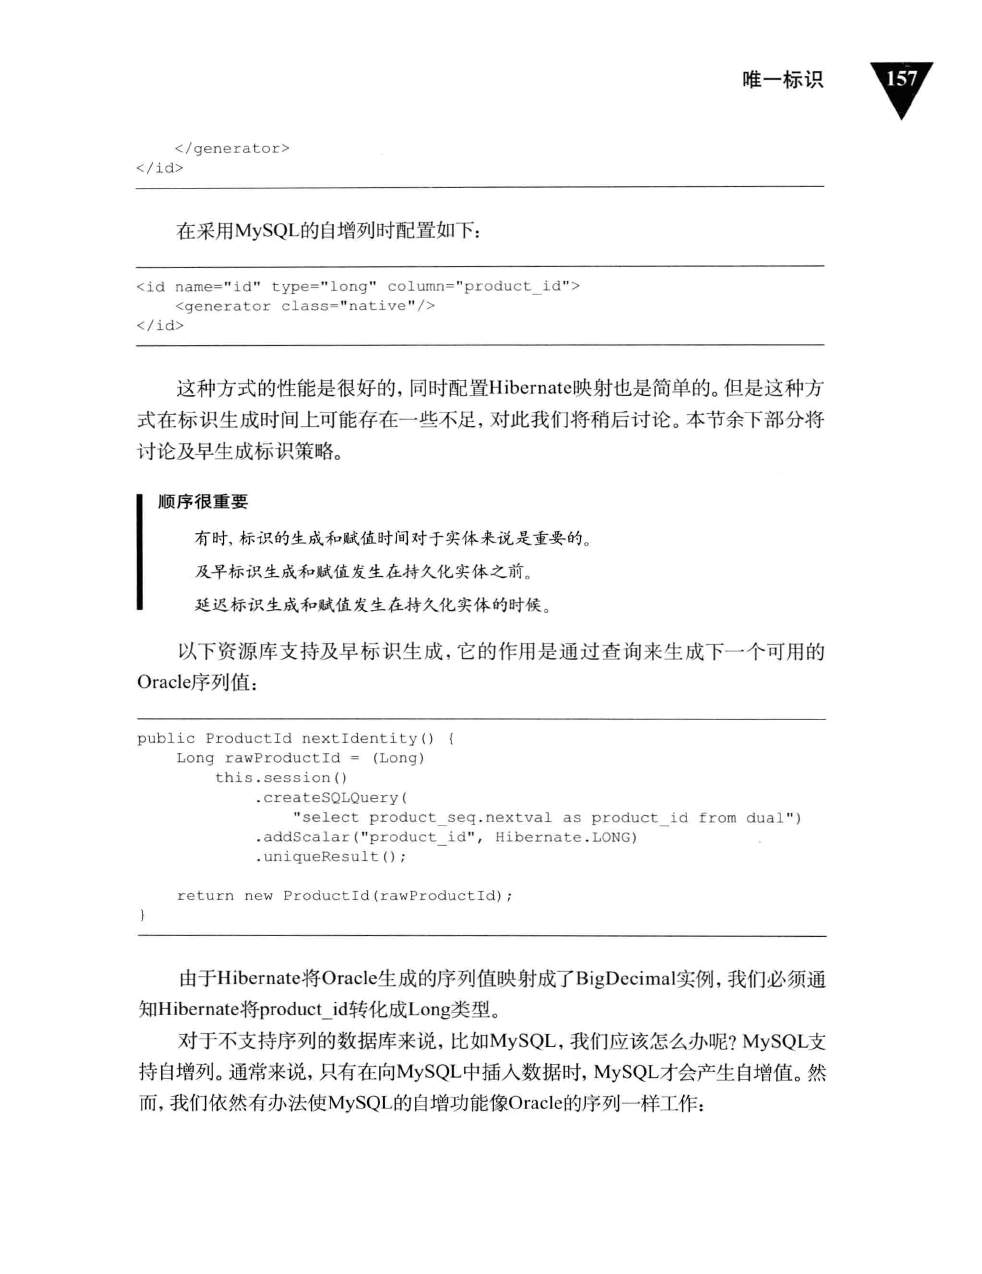 唯一标识
157
</generator>
</id>
在采用MySQL的自增列时配置如下：
<id name="id" type="long" column="product_id">
<generator class="native"/>
</id>
这种方式的性能是很好的，同时配置Hibernate映射也是简单的。但是这种方
式在标识生成时间上可能存在一些不足，对此我们将稍后讨论。本节余下部分将
讨论及早生成标识策略。
顺序很重要
有时，标识的生成和赋值时间对于实体来说是重要的。
及早标识生成和赋值发生在持久化实体之前。
延迟标识生成和赋值发生在持久化实体的时候。
以下资源库支持及早标识生成，它的作用是通过查询来生成下一个可用的
Oracle序列值：
public ProductId nextIdentity() {
Long rawProductId = (Long)
this.session()
.createSQLQuery(
"select product_seq.nextval as product_id from dual")
.addScalar("product_id", Hibernate.LONG)
.uniqueResult();
return new ProductId(rawProductId);
}
由于Hibernate将Oracle生成的序列值映射成了BigDecimal实例，我们必须通
知Hibernate将product_id转化成Long类型。
对于不支持序列的数据库来说，比如MySQL，我们应该怎么办呢？MySQL支
持自增列。通常来说，只有在向MySQL中插入数据时，MySQL才会产生自增值。然
而，我们依然有办法使MySQL的自增功能像Oracle的序列一样工作：